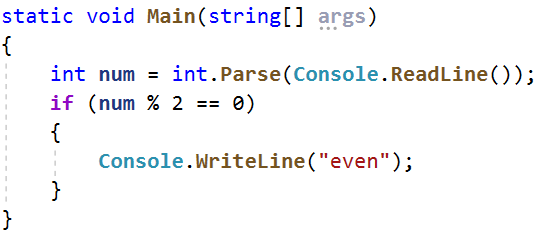 static void Main(string[] args)
{
    int num = int.Parse(Console.ReadLine());
    if (num % 2 == 0)
    {
        Console.WriteLine("even");
    }
}